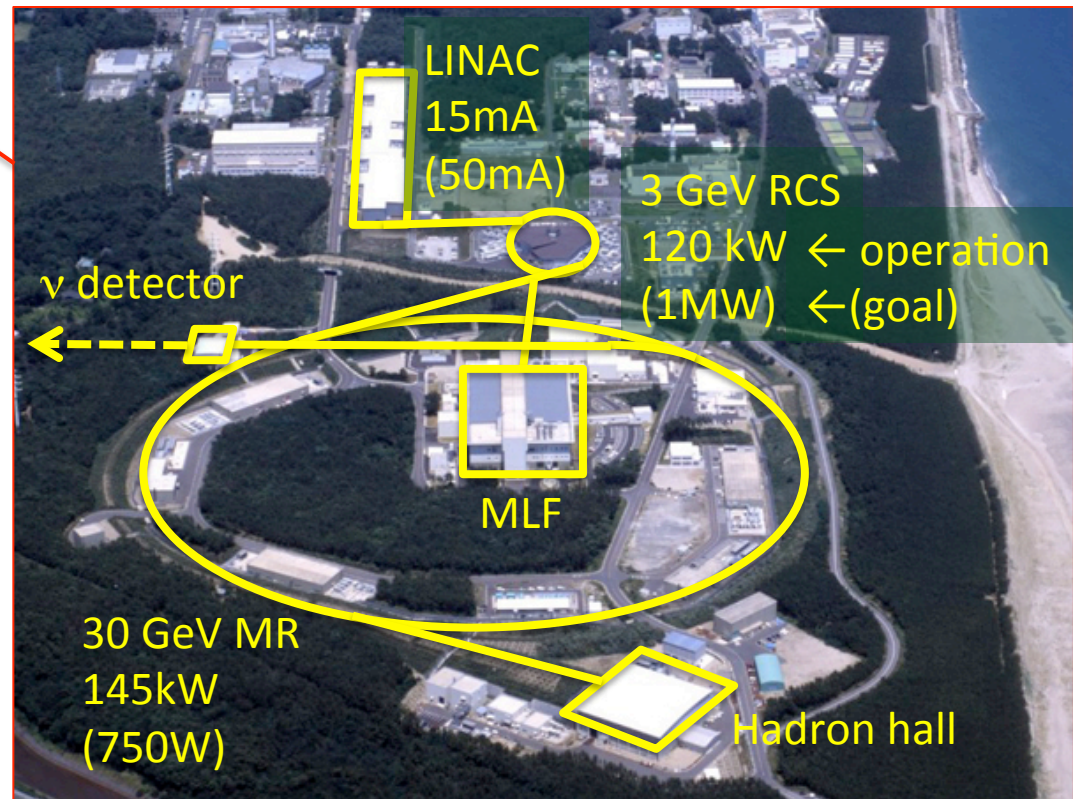 LINAC
15mA
(50mA)
3 GeV RCS
120 kW ← operation
(1MW) ←(goal)
ν detector
MLF
30 GeV MR
145kW
(750W)
Hadron hall